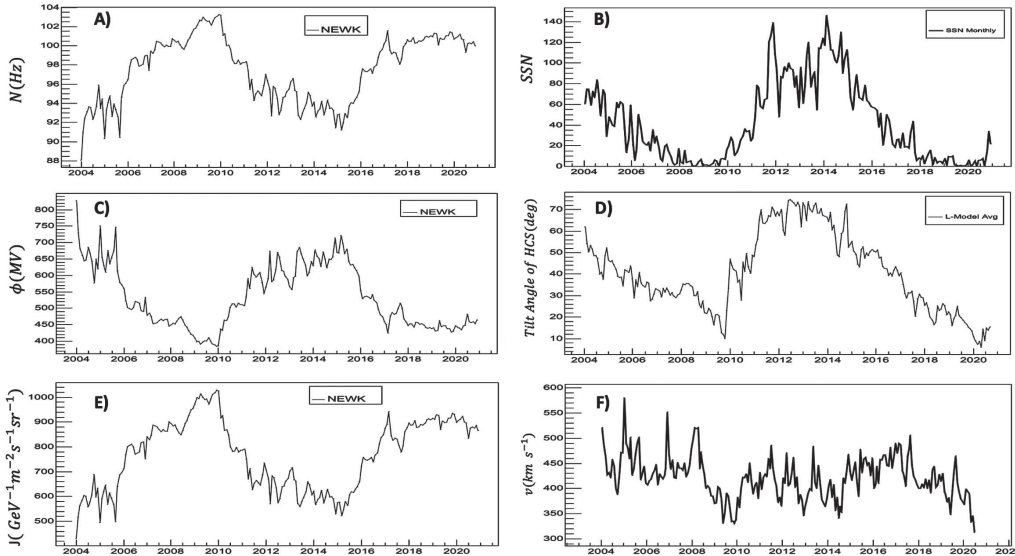 A)
NEWK
N(Hz)
104
102
100
98
96
94
92
90
88
2004 2006 2008 2010 2012 2014 2016 2018 2020
B)
SSN Monthly
SSN
140
120
100
80
60
40
20
0
2004 2006 2008 2010 2012 2014 2016 2018 2020
C)
NEWK
ϕ(MV)
800
750
700
650
600
550
500
450
400
2004 2006 2008 2010 2012 2014 2016 2018 2020
D)
L-Model Avg
Tilt Angle of HCS(deg)
70
60
50
40
30
20
10
2004 2006 2008 2010 2012 2014 2016 2018 2020
E)
NEWK
J(GeV⁻¹m⁻²s⁻¹sr⁻¹)
1000
900
800
700
600
500
2004 2006 2008 2010 2012 2014 2016 2018 2020
F)
v(km s⁻¹)
600
550
500
450
400
350
300
2004 2006 2008 2010 2012 2014 2016 2018 2020 202